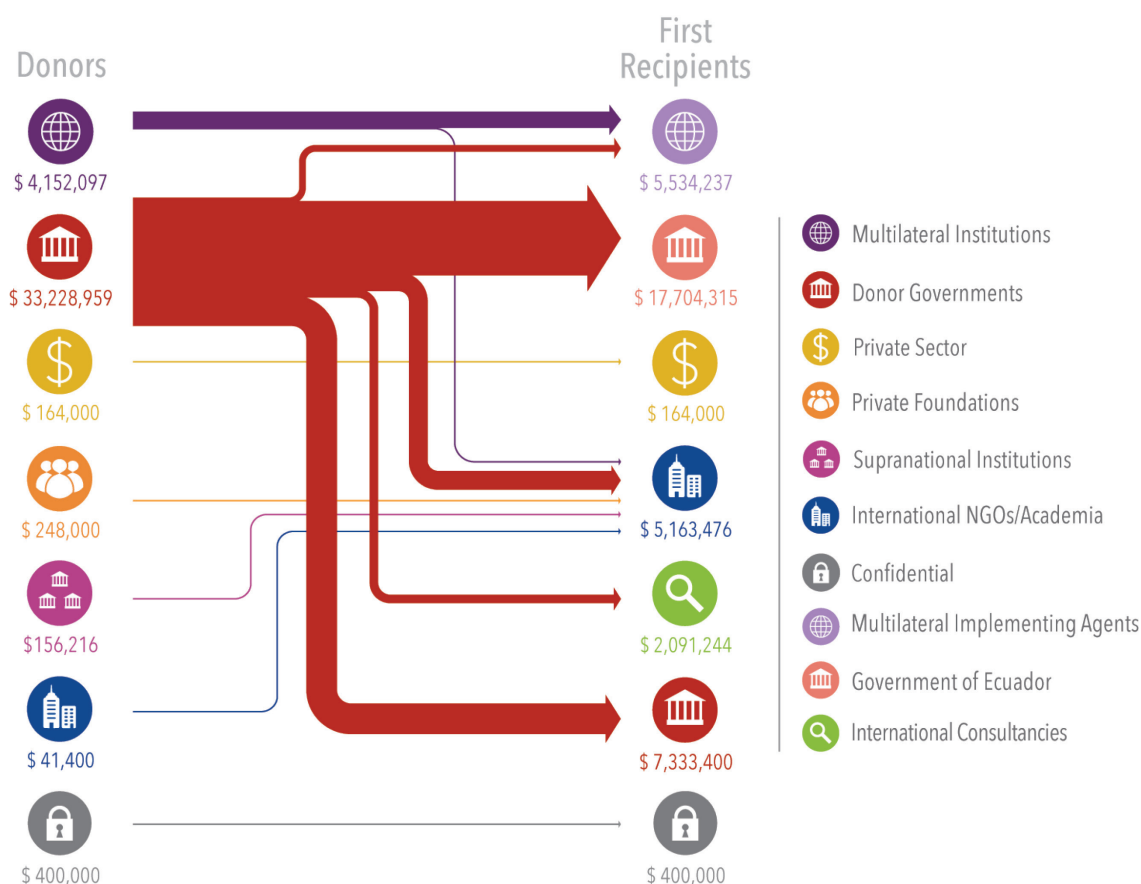 Donors
$ 4,152,097
$ 33,228,959
$ 164,000
$ 248,000
$156,216
$ 41,400
$ 400,000
First
Recipients
$ 5,534,237
$ 17,704,315
$ 164,000
$ 5,163,476
$ 2,091,244
$ 7,333,400
$ 400,000
Multilateral Institutions
Donor Governments
Private Sector
Private Foundations
Supranational Institutions
International NGOs/Academia
Confidential
Multilateral Implementing Agents
Government of Ecuador
International Consultancies